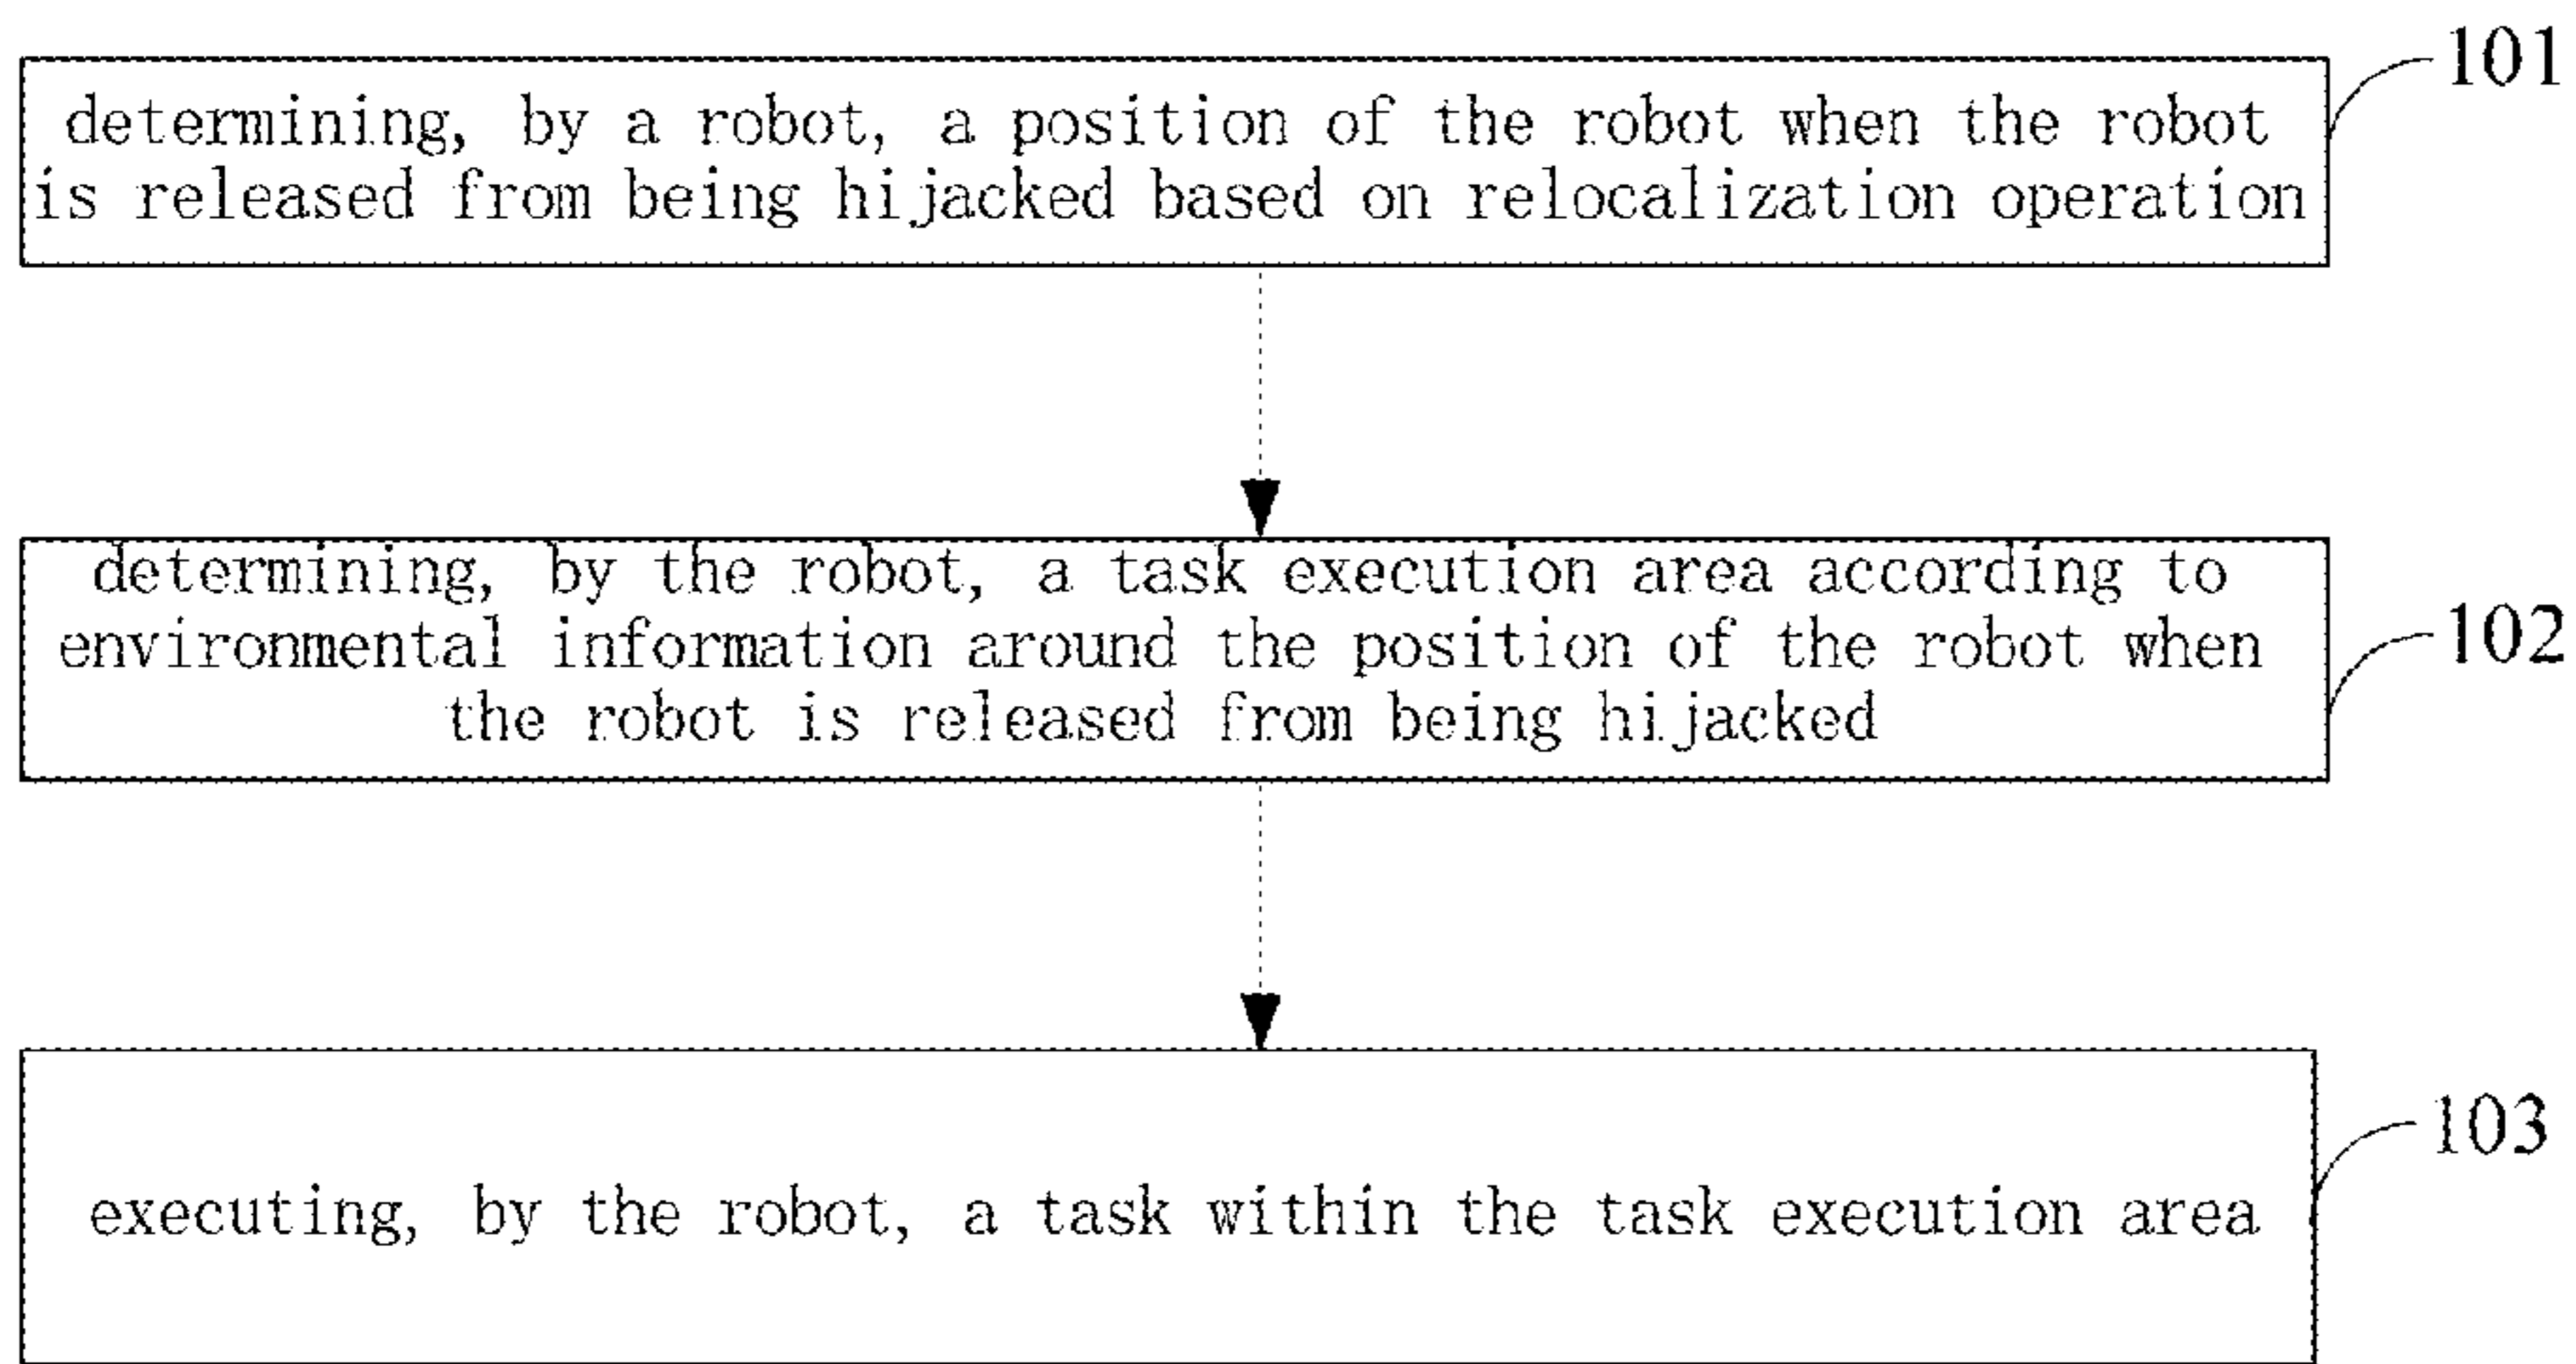 101
determining, by a robot, a position of the robot when the robot
is released from being hijacked based on relocalization operation
determining, by the robot, a task execution area according to
environmental information around the position of the robot when
the robot is released from being hijacked
102
executing, by the robot, a task within the task execution area
103